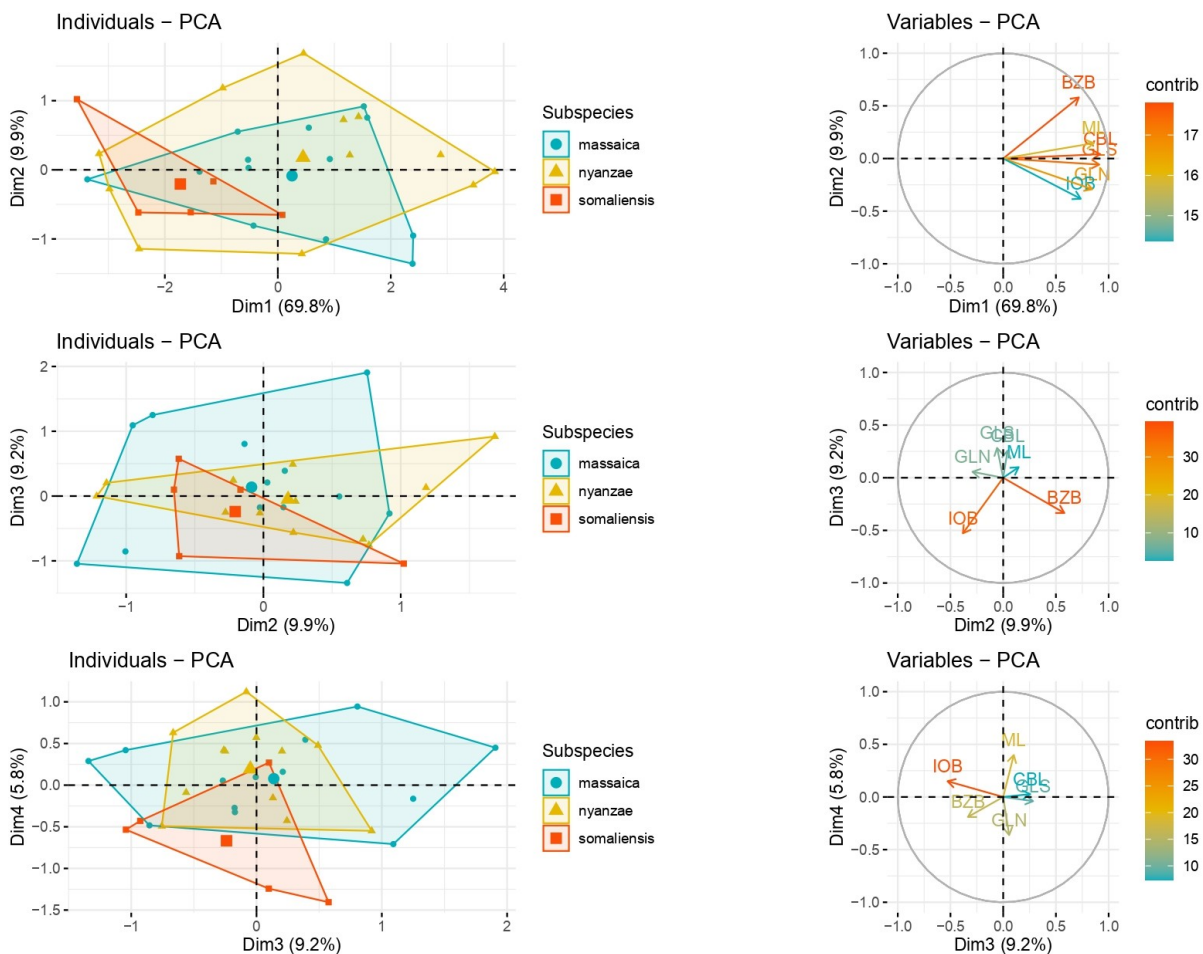 Individuals − PCA
Variables − PCA
Dim2 (9.9%)
1
0
−1
−2
0
2
4
Dim1 (69.8%)
Subspecies
massaica
nyanzae
somaliensis
Dim2 (9.9%)
1.0
0.5
0.0
−0.5
−1.0
BZB
ML
CBL
GLS
GLN
IOB
−1.0
−0.5
0.0
0.5
1.0
Dim1 (69.8%)
contrib
17
16
15
Individuals − PCA
Variables − PCA
Dim3 (9.2%)
2
1
0
−1
−1
0
1
Dim2 (9.9%)
Subspecies
massaica
nyanzae
somaliensis
Dim3 (9.2%)
1.0
0.5
0.0
−0.5
−1.0
GLS
CBL
GLN
ML
BZB
IOB
−1.0
−0.5
0.0
0.5
1.0
Dim2 (9.9%)
contrib
30
20
10
Individuals − PCA
Variables − PCA
Dim4 (5.8%)
1.0
0.5
0.0
−0.5
−1.0
−1.5
−1
0
1
2
Dim3 (9.2%)
Subspecies
massaica
nyanzae
somaliensis
Dim4 (5.8%)
1.0
0.5
0.0
−0.5
−1.0
ML
IOB
CBL
GLS
BZB
GLN
−1.0
−0.5
0.0
0.5
1.0
Dim3 (9.2%)
contrib
30
25
20
15
10